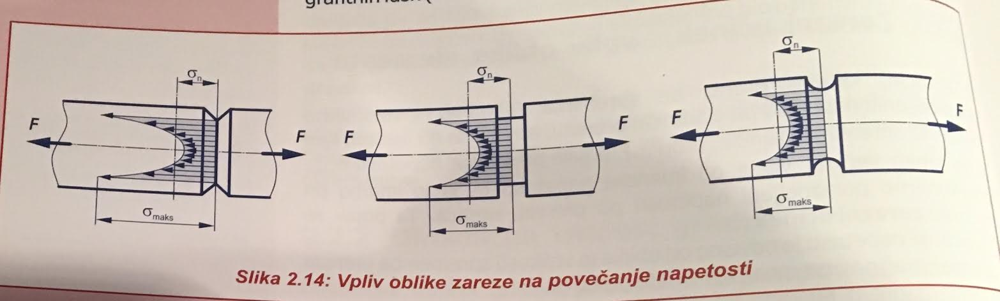 σn
σn
σn
F
F
F
F
F
F
σmaks
σmaks
σmaks
Slika 2.14: Vpliv oblike zareze na povečanje napetosti